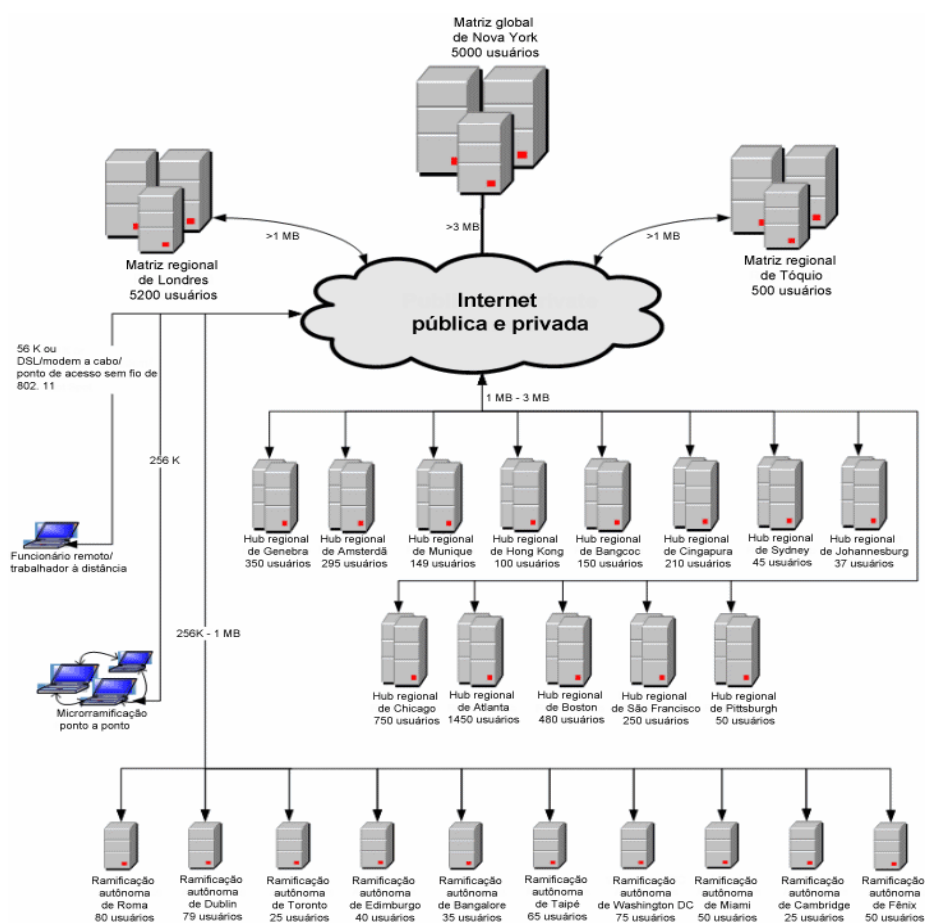 Matriz global
de Nova York
5000 usuários
Matriz regional
de Londres
5200 usuários
>1 MB
>3 MB
>1 MB
Matriz regional
de Tóquio
500 usuários
Internet
pública e privada
56 K ou
DSL/modem a cabo/
ponto de acesso sem fio de
802. 11
1 MB - 3 MB
256 K
Hub regional
de Genebra
350 usuários
Hub regional
de Amsterdã
295 usuários
Hub regional
de Munique
149 usuários
Hub regional
de Hong Kong
100 usuários
Hub regional
de Bangcoc
150 usuários
Hub regional
de Cingapura
210 usuários
Hub regional
de Sydney
45 usuários
Hub regional
de Johannesburg
37 usuários
Funcionário remoto/
trabalhador à distância
256K - 1 MB
Microrramificação
ponto a ponto
Hub regional
de Chicago
750 usuários
Hub regional
de Atlanta
1450 usuários
Hub regional
de Boston
480 usuários
Hub regional
de São Francisco
250 usuários
Hub regional
de Pittsburgh
50 usuários
Ramificação
autônoma
de Roma
80 usuários
Ramificação
autônoma
de Dublin
79 usuários
Ramificação
autônoma
de Toronto
25 usuários
Ramificação
autônoma
de Edimburgo
40 usuários
Ramificação
autônoma
de Bangalore
35 usuários
Ramificação
autônoma
de Taipé
65 usuários
Ramificação
autônoma
de Washington DC
75 usuários
Ramificação
autônoma
de Miami
50 usuários
Ramificação
autônoma
de Cambridge
25 usuários
Ramificação
autônoma
de Fênix
50 usuários